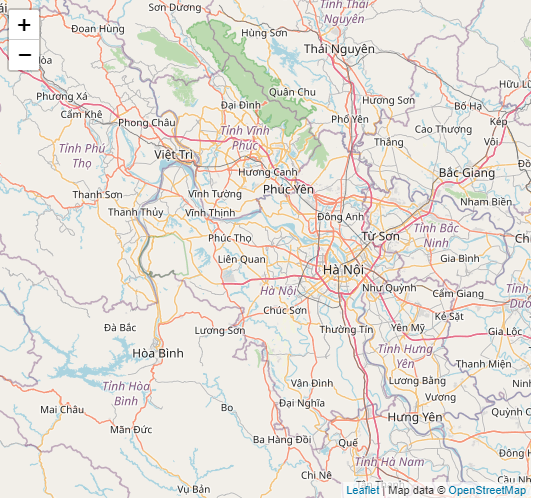 +
−
Sơn Dương
Tỉnh Thái
Nguyên
Đoan Hùng
Hùng Sơn
Thái Nguyên
Hòa
Hữu Lũ
Phương Xá
Đại Đình
Quân Chu
Hương Sơn
Bố Hạ
Cẩm Khê
Phong Châu
Phổ Yên
Kép
Tỉnh Vĩnh
Phúc
Cao Thượng
Vôi
Tỉnh Phú
Thọ
Việt Trì
Thắng
Hương Canh
Bắc Giang
Thanh Sơn
Vĩnh Tường
Phúc Yên
Nham Biền
Thanh Thủy
Vĩnh Thịnh
Đông Anh
Tỉnh Bắc
Ninh
Phúc Thọ
Từ Sơn
Chí
Liên Quan
Gia Bình
Hà Nội
Như Quỳnh
Cẩm Giang
Hà Nội
Tỉnh
Dươ
Chúc Sơn
Kẻ Sặt
Đà Bắc
Lương Sơn
Thường Tín
Yên Mỹ
Gia Lộc
Hòa Bình
Tỉnh Hưng
Yên
Thanh Miện
Tỉnh Hòa
Bình
Vân Đình
Lương Bằng
Ninh
Vương
Mai Châu
Bo
Đại Nghĩa
Hưng Yên
Quỳnh C
Mãn Đức
Ba Hàng Đồi
Quế
Đông H
Chi Nê
Tỉnh Hà Nam
Vụ Bản
Leaflet | Map data © OpenStreetMap